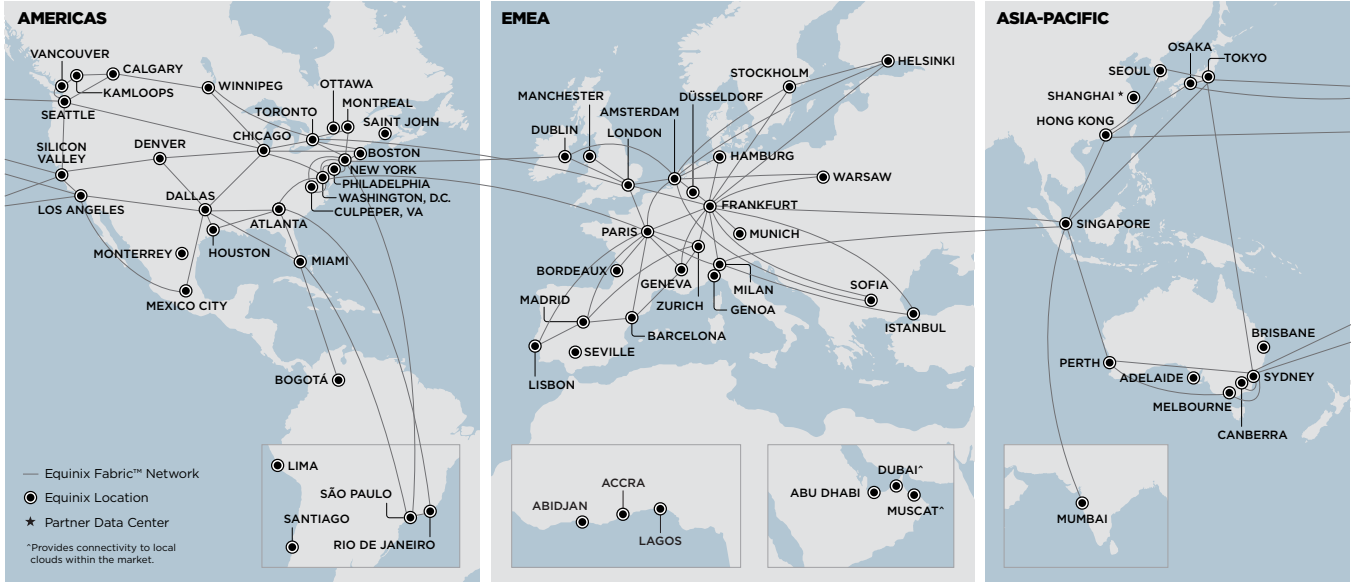 AMERICAS
VANCOUVER
CALGARY
KAMLOOPS
SEATTLE
WINNIPEG
OTTAWA
MONTREAL
TORONTO
SAINT JOHN
CHICAGO
BOSTON
SILICON
VALLEY
DENVER
NEW YORK
PHILADELPHIA
WASHINGTON, D.C.
CULPEPER, VA
DALLAS
LOS ANGELES
ATLANTA
MONTERREY
HOUSTON
MIAMI
MEXICO CITY
BOGOTÁ
LIMA
SÃO PAULO
SANTIAGO
RIO DE JANEIRO
Equinix Fabric™ Network
Equinix Location
★ Partner Data Center
^Provides connectivity to local
clouds within the market.
EMEA
HELSINKI
STOCKHOLM
MANCHESTER
AMSTERDAM
DÜSSELDORF
DUBLIN
LONDON
HAMBURG
WARSAW
FRANKFURT
PARIS
MUNICH
BORDEAUX
GENEVA
MILAN
SOFIA
MADRID
ZURICH
GENOA
ISTANBUL
BARCELONA
SEVILLE
LISBON
ABIDJAN
ACCRA
LAGOS
DUBAI^
ABU DHABI
MUSCAT^
ASIA-PACIFIC
OSAKA
TOKYO
SEOUL
SHANGHAI *
HONG KONG
SINGAPORE
BRISBANE
PERTH
ADELAIDE
SYDNEY
MELBOURNE
CANBERRA
MUMBAI